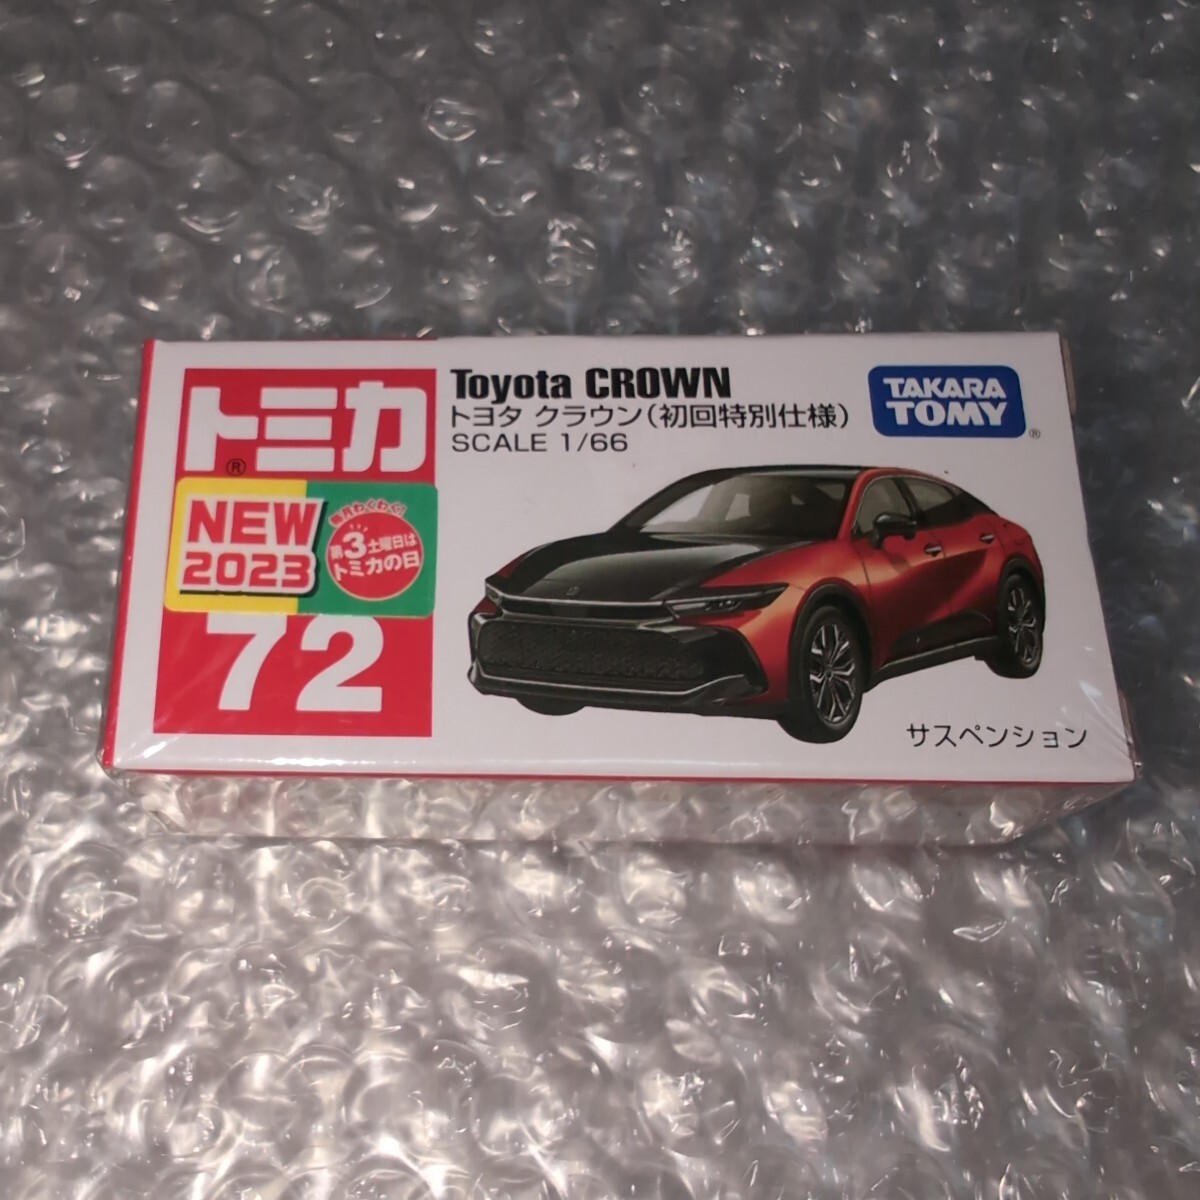 トミカ
®
NEW
2023
毎月わくわく!
第3土曜日は
トミカの日
72
Toyota CROWN
トヨタ クラウン(初回特別仕様)
SCALE 1/66
TAKARA
TOMY
®
サスペンション